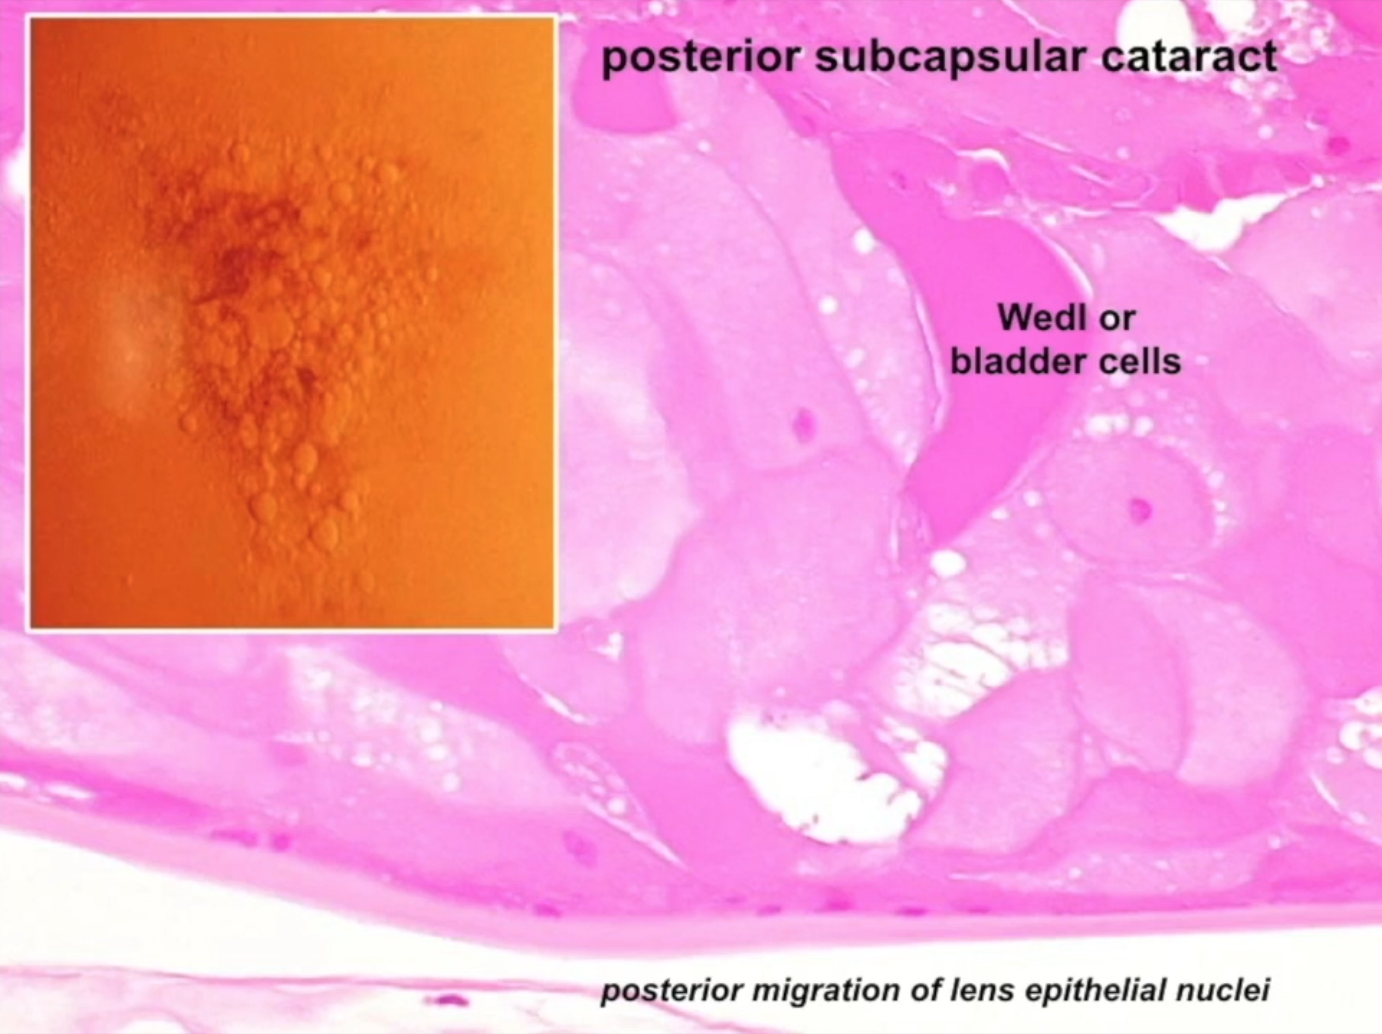 posterior subcapsular cataract
Wedl or
bladder cells
posterior migration of lens epithelial nuclei